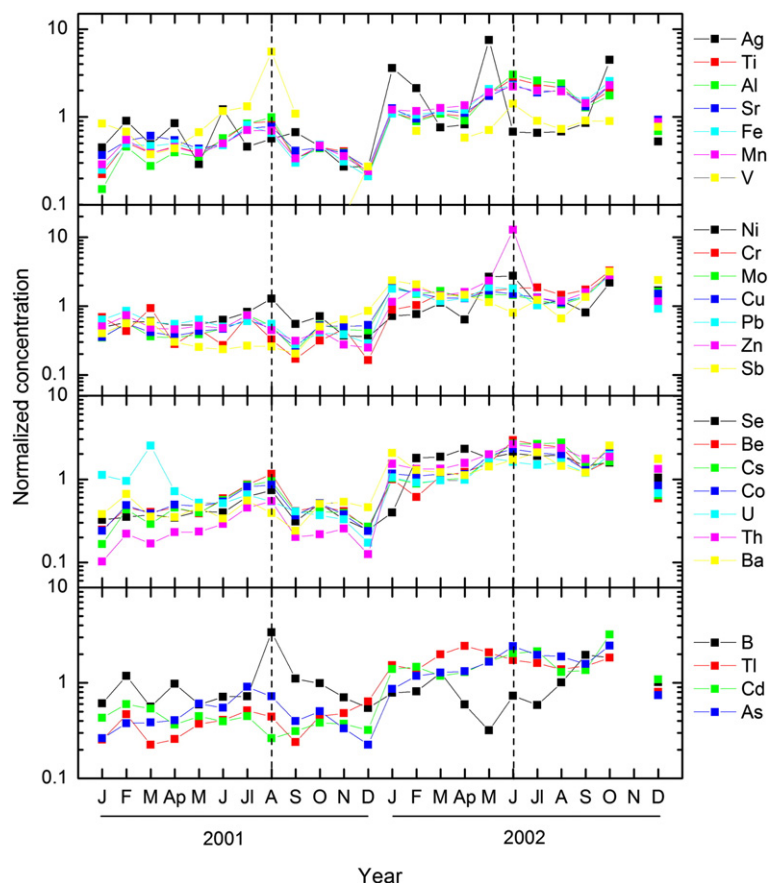 Normalized concentration
10
1
0.1
10
1
0.1
10
1
0.1
10
1
0.1
Ag
Ti
Al
Sr
Fe
Mn
V
Ni
Cr
Mo
Cu
Pb
Zn
Sb
Se
Be
Cs
Co
U
Th
Ba
B
Tl
Cd
As
J F M Ap M J Jl A S O N D J F M Ap M J Jl A S O N D
2001 2002
Year